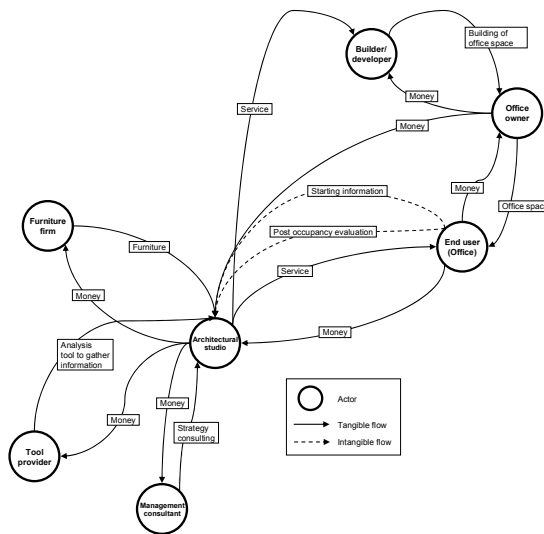 Builder/
developer
Building of
office space
Office
owner
Money
Service
Money
Starting information
Money
Office space
Furniture
firm
Post occupancy evaluation
End user
(Office)
Furniture
Service
Money
Money
Architectural
studio
Analysis
tool to gather
information
Actor
Money
Money
Strategy
consulting
Tangible flow
Intangible flow
Tool
provider
Management
consultant